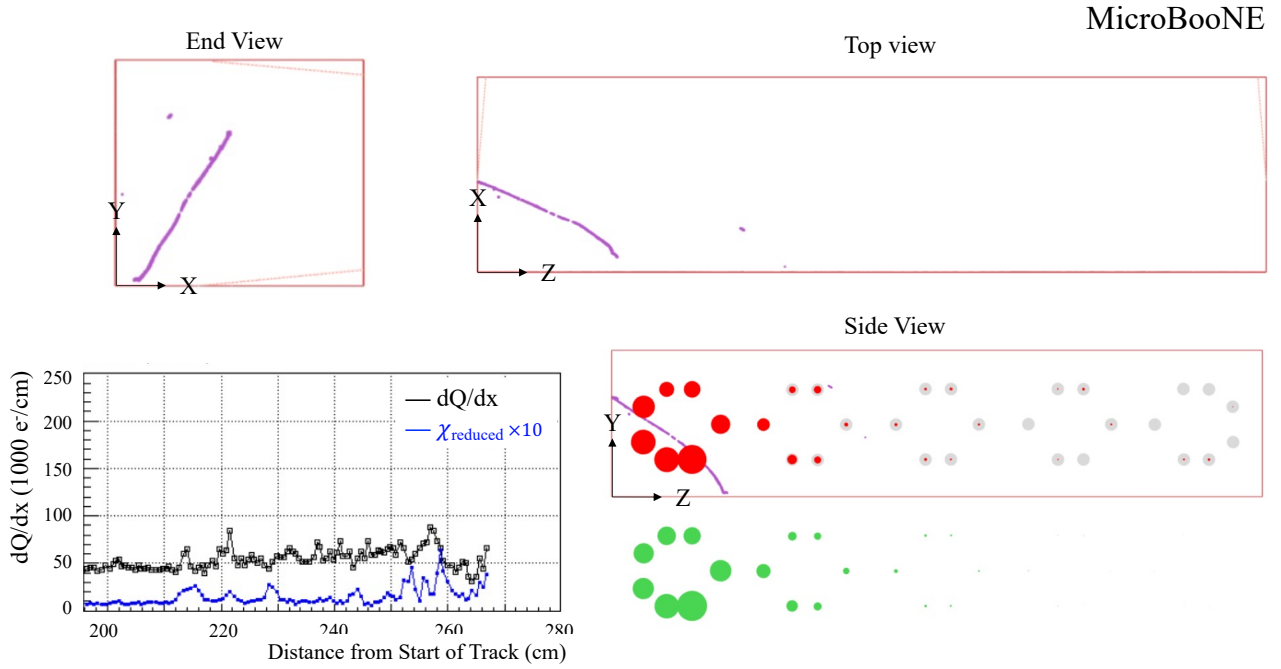 MicroBooNE
End View
Top view
Y
X
X
Z
Side View
Y
Z
dQ/dx (1000 e⁻/cm)
250
200
150
100
50
0
dQ/dx
χreduced ×10
200 220 240 260 280
Distance from Start of Track (cm)